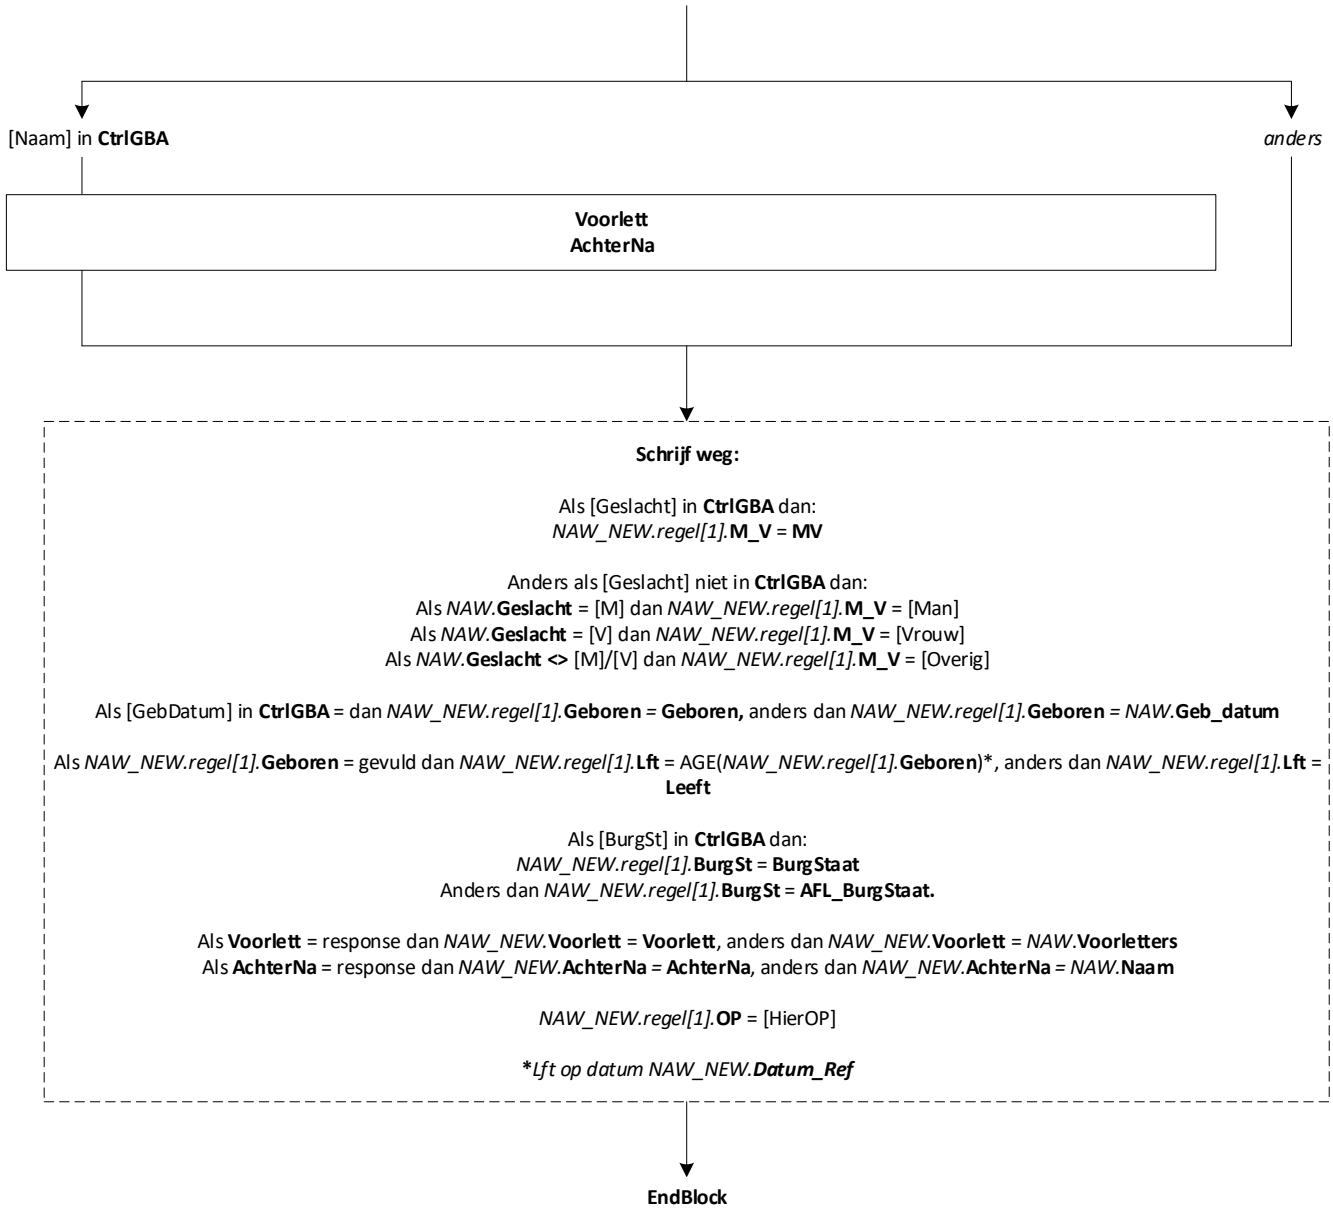 [Naam] in CtrlGBA
anders
Voorlett
AchterNa
Schrijf weg:
Als [Geslacht] in CtrlGBA dan:
NAW_NEW.regel[1].M_V = MV
Anders als [Geslacht] niet in CtrlGBA dan:
Als NAW.Geslacht = [M] dan NAW_NEW.regel[1].M_V = [Man]
Als NAW.Geslacht = [V] dan NAW_NEW.regel[1].M_V = [Vrouw]
Als NAW.Geslacht <> [M]/[V] dan NAW_NEW.regel[1].M_V = [Overig]
Als [GebDatum] in CtrlGBA = dan NAW_NEW.regel[1].Geboren = Geboren, anders dan NAW_NEW.regel[1].Geboren = NAW.Geb_datum
Als NAW_NEW.regel[1].Geboren = gevuld dan NAW_NEW.regel[1].Lft = AGE(NAW_NEW.regel[1].Geboren)*, anders dan NAW_NEW.regel[1].Lft =
Leeft
Als [BurgSt] in CtrlGBA dan:
NAW_NEW.regel[1].BurgSt = BurgStaat
Anders dan NAW_NEW.regel[1].BurgSt = AFL_BurgStaat.
Als Voorlett = response dan NAW_NEW.Voorlett = Voorlett, anders dan NAW_NEW.Voorlett = NAW.Voorletters
Als AchterNa = response dan NAW_NEW.AchterNa = AchterNa, anders dan NAW_NEW.AchterNa = NAW.Naam
NAW_NEW.regel[1].OP = [HierOP]
*Lft op datum NAW_NEW.Datum_Ref
EndBlock